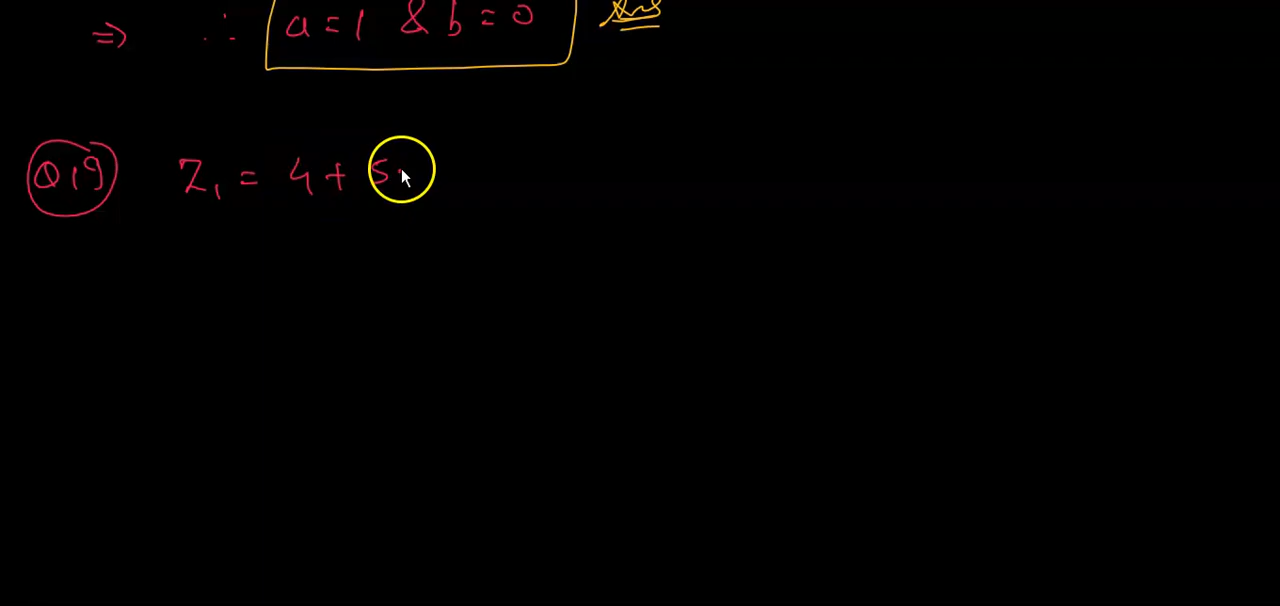 ⇒ ∴ a = 1 & b = 0 Ans
Q19 Z₁ = 4 + 5